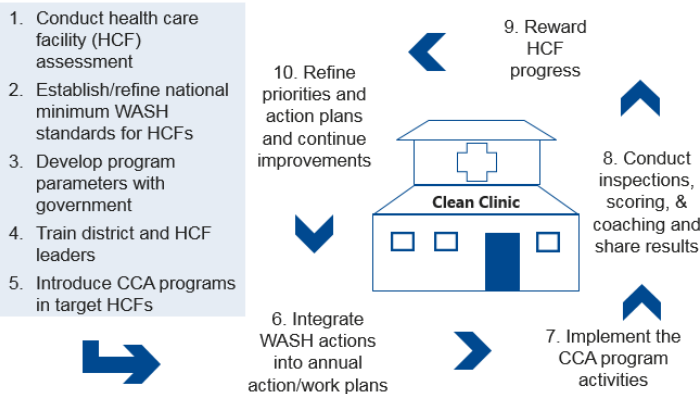 1. Conduct health care
facility (HCF)
assessment
2. Establish/refine national
minimum WASH
standards for HCFs
3. Develop program
parameters with
government
4. Train district and HCF
leaders
5. Introduce CCA programs
in target HCFs
6. Integrate
WASH actions
into annual
action/work plans
7. Implement the
CCA program
activities
8. Conduct
inspections,
scoring, &
coaching and
share results
9. Reward
HCF
progress
10. Refine
priorities and
action plans
and continue
improvements
Clean Clinic